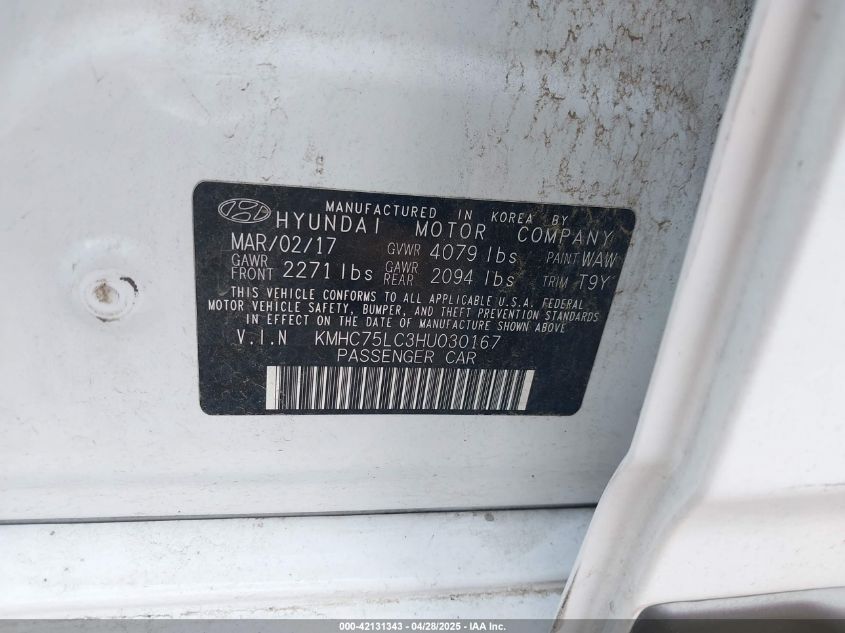 MANUFACTURED IN KOREA BY
HYUNDAI MOTOR COMPANY
MAR/02/17 GVWR 4079 lbs PAINT WAW
GAWR FRONT 2271 lbs GAWR REAR 2094 lbs TRIM T9Y
THIS VEHICLE CONFORMS TO ALL APPLICABLE U.S.A. FEDERAL
MOTOR VEHICLE SAFETY, BUMPER, AND THEFT PREVENTION STANDARDS
IN EFFECT ON THE DATE OF MANUFACTURE SHOWN ABOVE
V.I.N KMHC75LC3HU030167
PASSENGER CAR
000-42131343 - 04/28/2025 - IAA Inc.